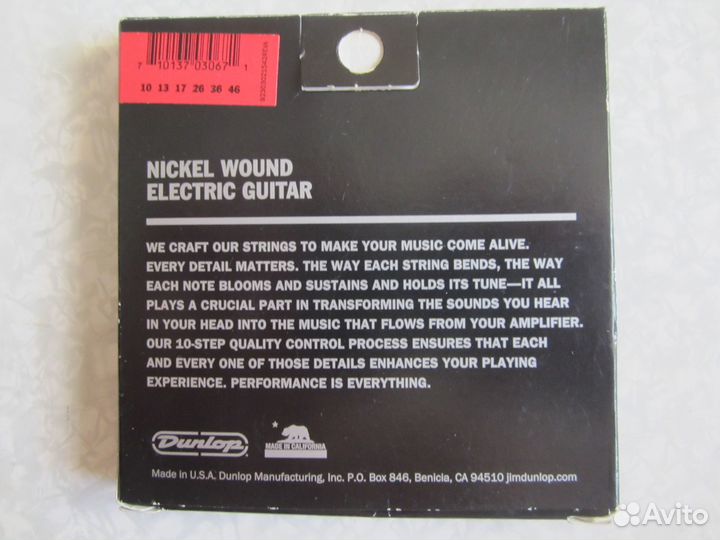 7 10137 03067 1
10 13 17 26 36 46
NICKEL WOUND
ELECTRIC GUITAR
WE CRAFT OUR STRINGS TO MAKE YOUR MUSIC COME ALIVE.
EVERY DETAIL MATTERS. THE WAY EACH STRING BENDS, THE WAY
EACH NOTE BLOOMS AND SUSTAINS AND HOLDS ITS TUNE—IT ALL
PLAYS A CRUCIAL PART IN TRANSFORMING THE SOUNDS YOU HEAR
IN YOUR HEAD INTO THE MUSIC THAT FLOWS FROM YOUR AMPLIFIER.
OUR 10-STEP QUALITY CONTROL PROCESS ENSURES THAT EACH
AND EVERY ONE OF THOSE DETAILS ENHANCES YOUR PLAYING
EXPERIENCE. PERFORMANCE IS EVERYTHING.
Dunlop
MADE IN CALIFORNIA
Made in U.S.A. Dunlop Manufacturing, Inc. P.O. Box 846, Benicia, CA 94510 jimdunlop.com
Avito